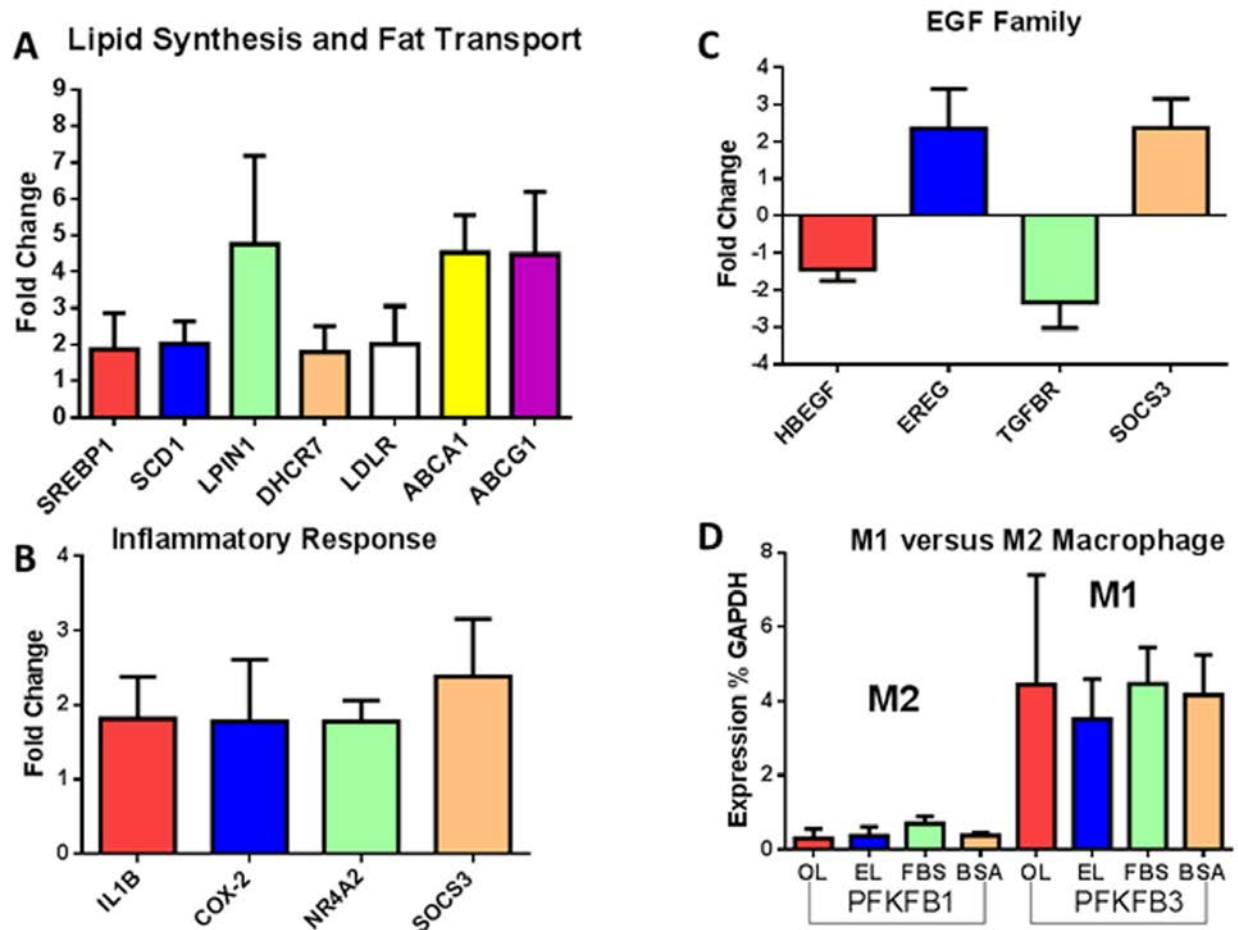 A
Lipid Synthesis and Fat Transport
Fold Change
9
8
7
6
5
4
3
2
1
0
SREBP1
SCD1
LPIN1
DHCR7
LDLR
ABCA1
ABCG1
B
Inflammatory Response
Fold Change
4
3
2
1
0
IL1B
COX-2
NR4A2
SOCS3
C
EGF Family
Fold Change
4
3
2
1
0
-1
-2
-3
-4
HBEGF
EREG
TGFBR
SOCS3
D
M1 versus M2 Macrophage
Expression % GAPDH
8
6
4
2
0
M2
M1
OL EL FBS BSA OL EL FBS BSA
PFKFB1 PFKFB3